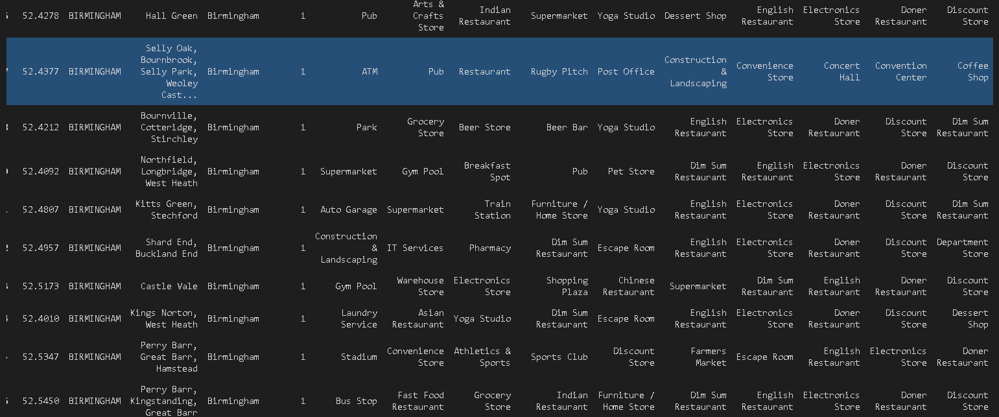 52.4278 BIRMINGHAM Hall Green Birmingham 1 Pub Arts & Crafts Store Indian Restaurant Supermarket Yoga Studio Dessert Shop English Restaurant Electronics Store Doner Restaurant Discount Store
52.4377 BIRMINGHAM Selly Oak, Bournbrook, Selly Park, Weoley Cast... Birmingham 1 ATM Pub Restaurant Rugby Pitch Post Office Construction & Landscaping Convenience Store Concert Hall Convention Center Coffee Shop
52.4212 BIRMINGHAM Bournville, Cotteridge, Stirchley Birmingham 1 Park Grocery Store Beer Store Beer Bar Yoga Studio English Restaurant Electronics Store Doner Restaurant Discount Store Dim Sum Restaurant
52.4092 BIRMINGHAM Northfield, Longbridge, West Heath Birmingham 1 Supermarket Gym Pool Breakfast Spot Pub Pet Store Dim Sum Restaurant English Restaurant Electronics Store Doner Restaurant Discount Store
52.4807 BIRMINGHAM Kitts Green, Stechford Birmingham 1 Auto Garage Supermarket Train Station Furniture / Home Store Yoga Studio English Restaurant Electronics Store Doner Restaurant Discount Store Dim Sum Restaurant
52.4957 BIRMINGHAM Shard End, Buckland End Birmingham 1 Construction & Landscaping IT Services Pharmacy Dim Sum Restaurant Escape Room English Restaurant Electronics Store Doner Restaurant Discount Store Department Store
52.5173 BIRMINGHAM Castle Vale Birmingham 1 Gym Pool Warehouse Store Electronics Store Shopping Plaza Chinese Restaurant Supermarket Dim Sum Restaurant English Restaurant Doner Restaurant Discount Store
52.4010 BIRMINGHAM Kings Norton, West Heath Birmingham 1 Laundry Service Asian Restaurant Yoga Studio Dim Sum Restaurant Escape Room English Restaurant Electronics Store Doner Restaurant Discount Store Dessert Shop
52.5347 BIRMINGHAM Perry Barr, Great Barr, Hamstead Birmingham 1 Stadium Convenience Store Athletics & Sports Sports Club Discount Store Farmers Market Escape Room English Restaurant Electronics Store Doner Restaurant
52.5450 BIRMINGHAM Perry Barr, Kingstanding, Great Barr Birmingham 1 Bus Stop Fast Food Restaurant Grocery Store Indian Restaurant Furniture / Home Store Dim Sum Restaurant English Restaurant Electronics Store Doner Restaurant Discount Store